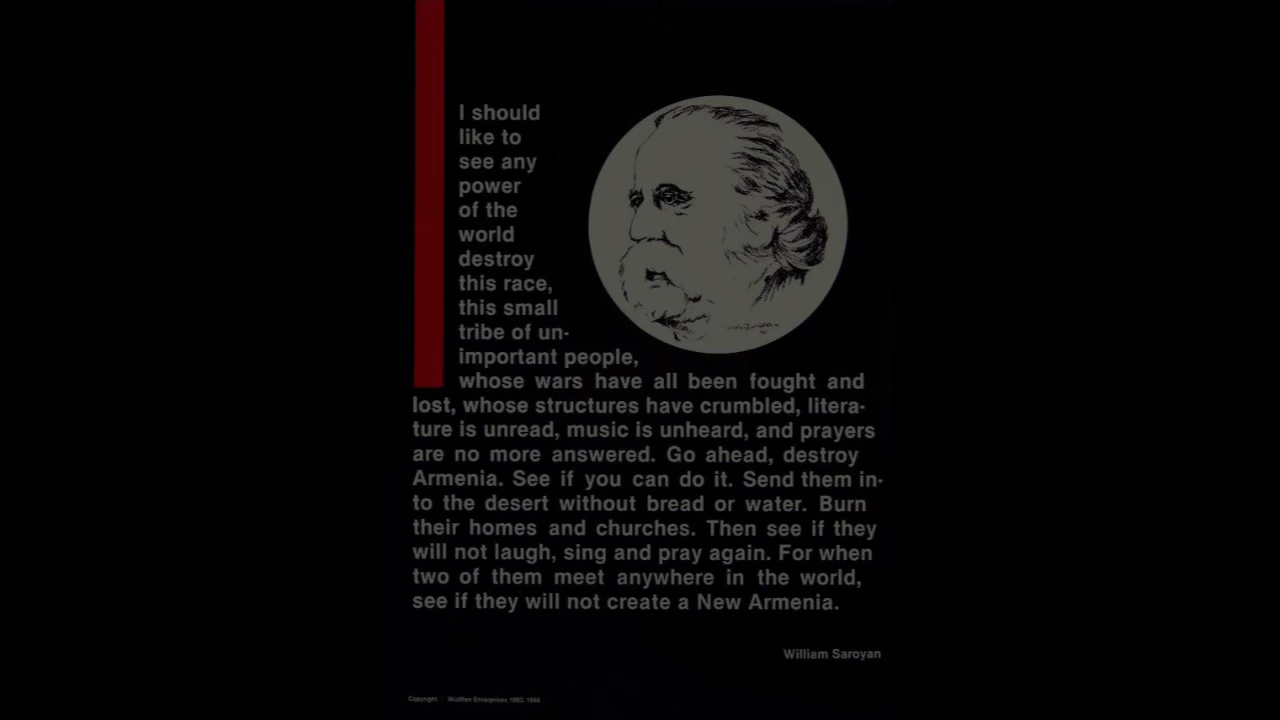 I should
like to
see any
power
of the
world
destroy
this race,
this small
tribe of un-
important people,
whose wars have all been fought and
lost, whose structures have crumbled, litera-
ture is unread, music is unheard, and prayers
are no more answered. Go ahead, destroy
Armenia. See if you can do it. Send them in-
to the desert without bread or water. Burn
their homes and churches. Then see if they
will not laugh, sing and pray again. For when
two of them meet anywhere in the world,
see if they will not create a New Armenia.
William Saroyan
Copyright Enterprises